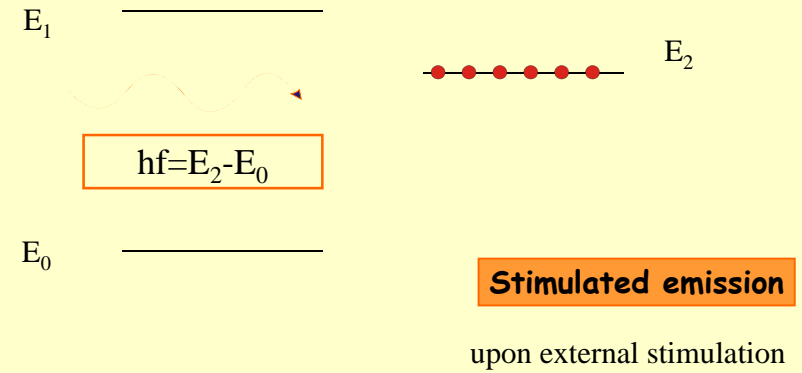 E₁
E₂
hf=E₂-E₀
E₀
Stimulated emission
upon external stimulation